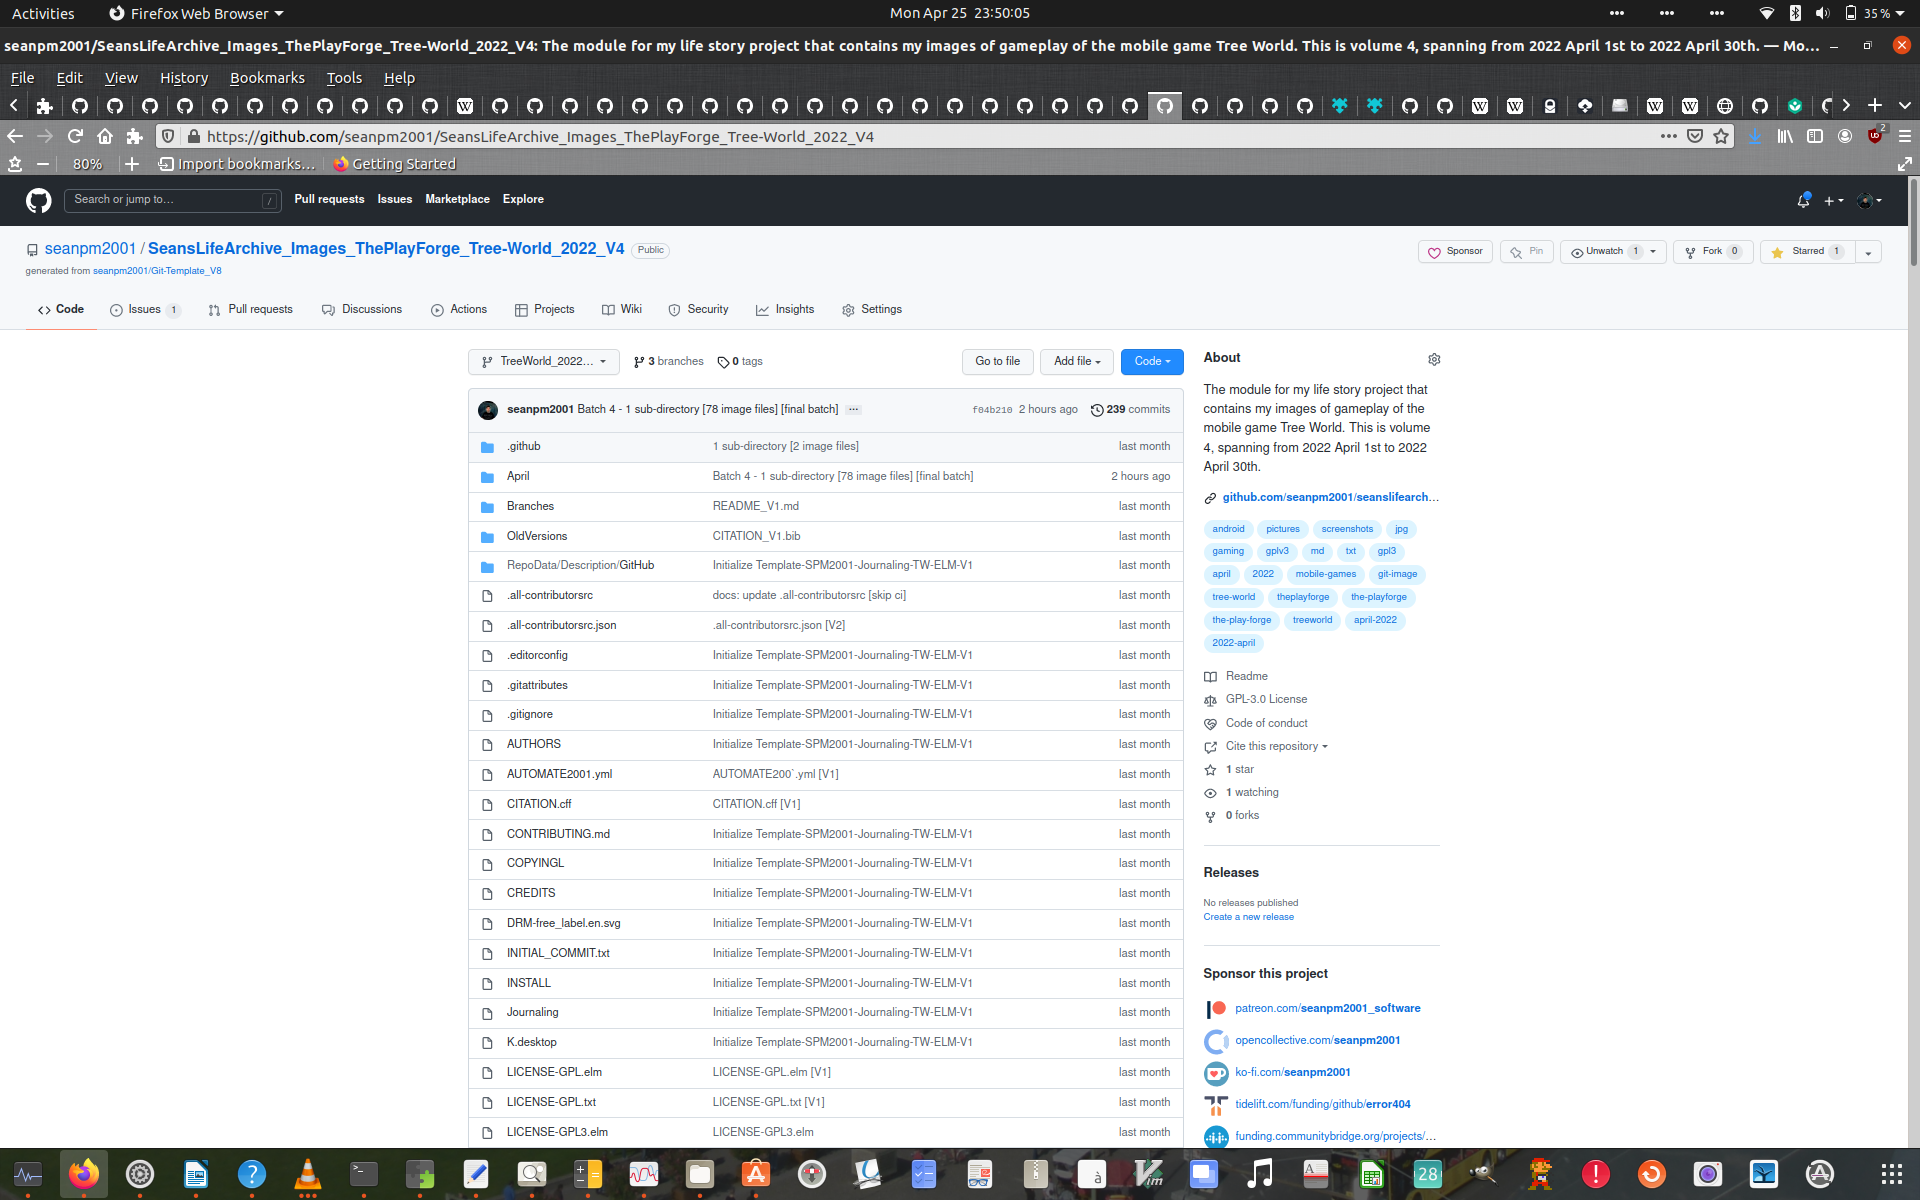 Activities Firefox Web Browser Mon Apr 25 23:50:05 35 %
seanpm2001/SeansLifeArchive_Images_ThePlayForge_Tree-World_2022_V4: The module for my life story project that contains my images of gameplay of the mobile game Tree World. This is volume 4, spanning from 2022 April 1st to 2022 April 30th. — Mo…
File Edit View History Bookmarks Tools Help
https://github.com/seanpm2001/SeansLifeArchive_Images_ThePlayForge_Tree-World_2022_V4 2
80% Import bookmarks… Getting Started
Search or jump to… / Pull requests Issues Marketplace Explore
seanpm2001 / SeansLifeArchive_Images_ThePlayForge_Tree-World_2022_V4 Public Sponsor Pin Unwatch 1 Fork 0 Starred 1
generated from seanpm2001/Git-Template_V8
Code Issues 1 Pull requests Discussions Actions Projects Wiki Security Insights Settings
TreeWorld_2022… 3 branches 0 tags Go to file Add file Code
seanpm2001 Batch 4 - 1 sub-directory [78 image files] [final batch] … f04b210 2 hours ago 239 commits
.github 1 sub-directory [2 image files] last month
April Batch 4 - 1 sub-directory [78 image files] [final batch] 2 hours ago
Branches README_V1.md last month
OldVersions CITATION_V1.bib last month
RepoData/Description/GitHub Initialize Template-SPM2001-Journaling-TW-ELM-V1 last month
.all-contributorsrc docs: update .all-contributorsrc [skip ci] last month
.all-contributorsrc.json .all-contributorsrc.json [V2] last month
.editorconfig Initialize Template-SPM2001-Journaling-TW-ELM-V1 last month
.gitattributes Initialize Template-SPM2001-Journaling-TW-ELM-V1 last month
.gitignore Initialize Template-SPM2001-Journaling-TW-ELM-V1 last month
AUTHORS Initialize Template-SPM2001-Journaling-TW-ELM-V1 last month
AUTOMATE2001.yml AUTOMATE200`.yml [V1] last month
CITATION.cff CITATION.cff [V1] last month
CONTRIBUTING.md Initialize Template-SPM2001-Journaling-TW-ELM-V1 last month
COPYINGL Initialize Template-SPM2001-Journaling-TW-ELM-V1 last month
CREDITS Initialize Template-SPM2001-Journaling-TW-ELM-V1 last month
DRM-free_label.en.svg Initialize Template-SPM2001-Journaling-TW-ELM-V1 last month
INITIAL_COMMIT.txt Initialize Template-SPM2001-Journaling-TW-ELM-V1 last month
INSTALL Initialize Template-SPM2001-Journaling-TW-ELM-V1 last month
Journaling Initialize Template-SPM2001-Journaling-TW-ELM-V1 last month
K.desktop Initialize Template-SPM2001-Journaling-TW-ELM-V1 last month
LICENSE-GPL.elm LICENSE-GPL.elm [V1] last month
LICENSE-GPL.txt LICENSE-GPL.txt [V1] last month
LICENSE-GPL3.elm LICENSE-GPL3.elm last month
About
The module for my life story project that
contains my images of gameplay of the
mobile game Tree World. This is volume
4, spanning from 2022 April 1st to 2022
April 30th.
github.com/seanpm2001/seanslifearch…
android pictures screenshots jpg
gaming gplv3 md txt gpl3
april 2022 mobile-games git-image
tree-world theplayforge the-playforge
the-play-forge treeworld april-2022
2022-april
Readme
GPL-3.0 License
Code of conduct
Cite this repository
1 star
1 watching
0 forks
Releases
No releases published
Create a new release
Sponsor this project
patreon.com/seanpm2001_software
opencollective.com/seanpm2001
ko-fi.com/seanpm2001
tidelift.com/funding/github/error404
funding.communitybridge.org/projects/…
28